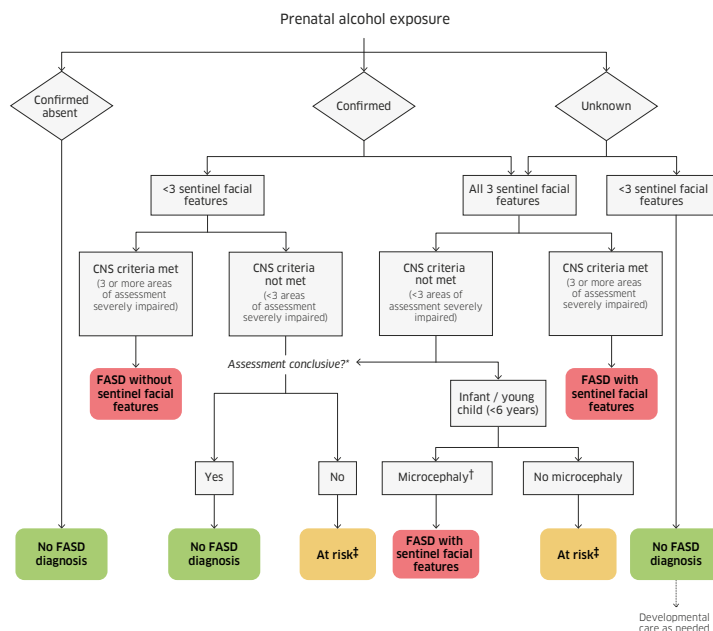 Prenatal alcohol exposure
Confirmed
absent
Confirmed
Unknown
<3 sentinel facial
features
All 3 sentinel facial
features
<3 sentinel facial
features
CNS criteria met
(3 or more areas
of assessment
severely impaired)
CNS criteria
not met
(<3 areas
of assessment
severely impaired)
CNS criteria
not met
(<3 areas of
assessment severely
impaired)
CNS criteria met
(3 or more areas
of assessment
severely impaired)
FASD without
sentinel facial
features
Assessment conclusive?*
Infant / young
child (<6 years)
FASD with
sentinel facial
features
Yes
No
Microcephaly†
No microcephaly
No FASD
diagnosis
No FASD
diagnosis
At risk‡
FASD with
sentinel facial
features
At risk‡
No FASD
diagnosis
Developmental
care as needed